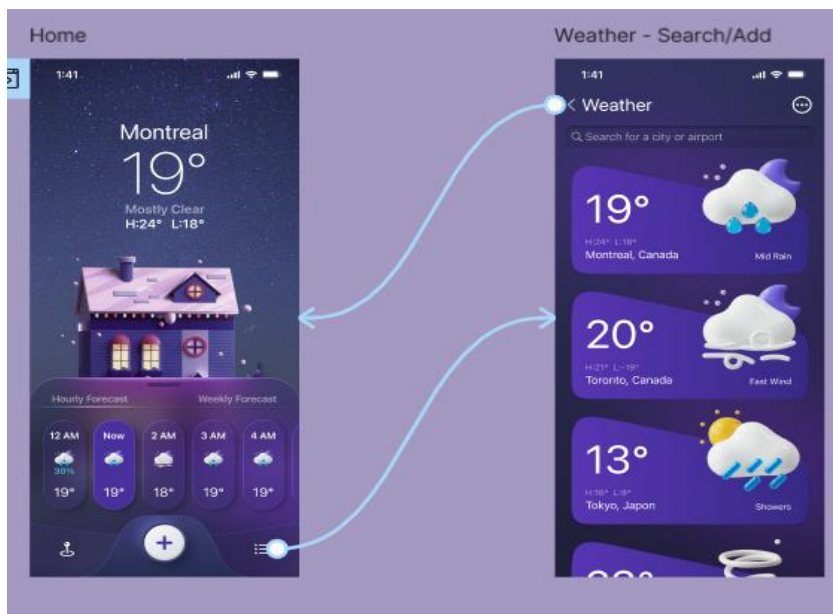 Home
1:41
Montreal
19°
Mostly Clear
H:24° L:18°
Hourly Forecast Weekly Forecast
12 AM Now 2 AM 3 AM 4 AM
30%
19° 19° 18° 19° 19°
Weather - Search/Add
1:41
Weather
Search for a city or airport
19°
H:24° L:18°
Montreal, Canada
Mid Rain
20°
H:21° L:-19°
Toronto, Canada
Fast Wind
13°
H:16° L:8°
Tokyo, Japon
Showers